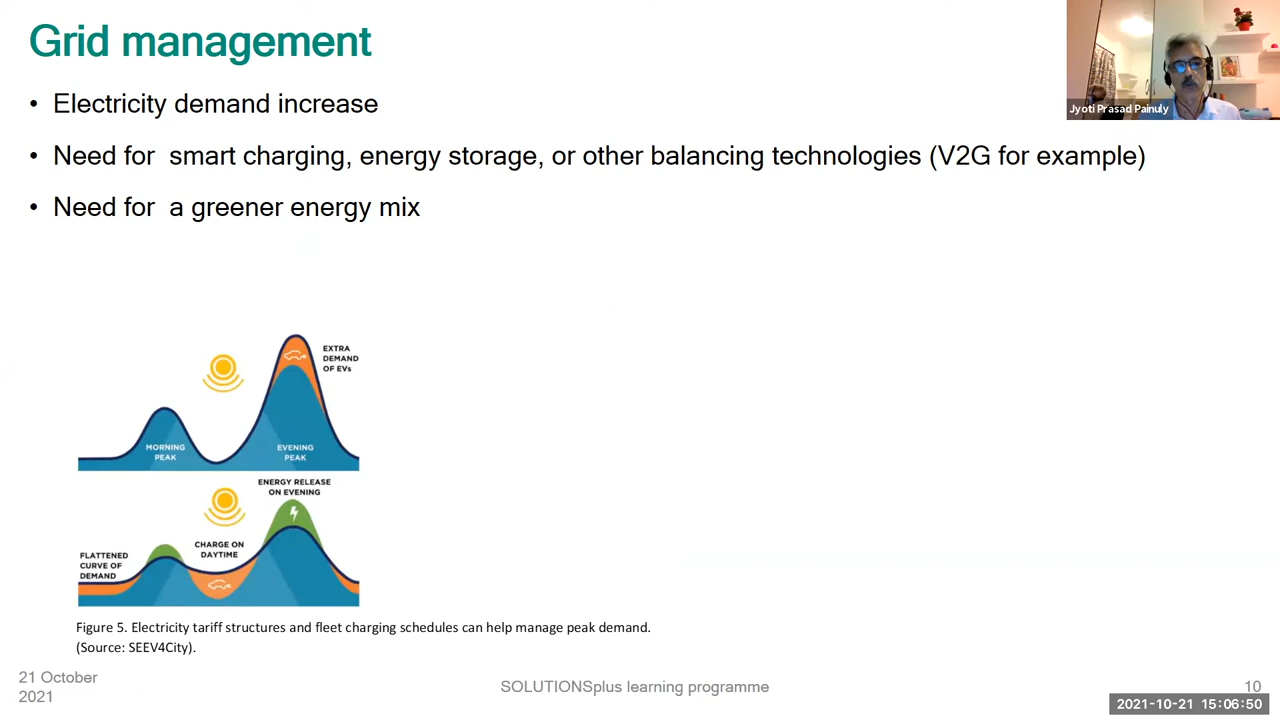 Grid management
Jyoti Prasad Painuly
• Electricity demand increase
• Need for smart charging, energy storage, or other balancing technologies (V2G for example)
• Need for a greener energy mix
EXTRA
DEMAND
OF EVs
MORNING
PEAK
EVENING
PEAK
ENERGY RELEASE
ON EVENING
CHARGE ON
DAYTIME
FLATTENED
CURVE OF
DEMAND
Figure 5. Electricity tariff structures and fleet charging schedules can help manage peak demand.
(Source: SEEV4City).
21 October
2021
SOLUTIONSplus learning programme
10
2021-10-21 15:06:50